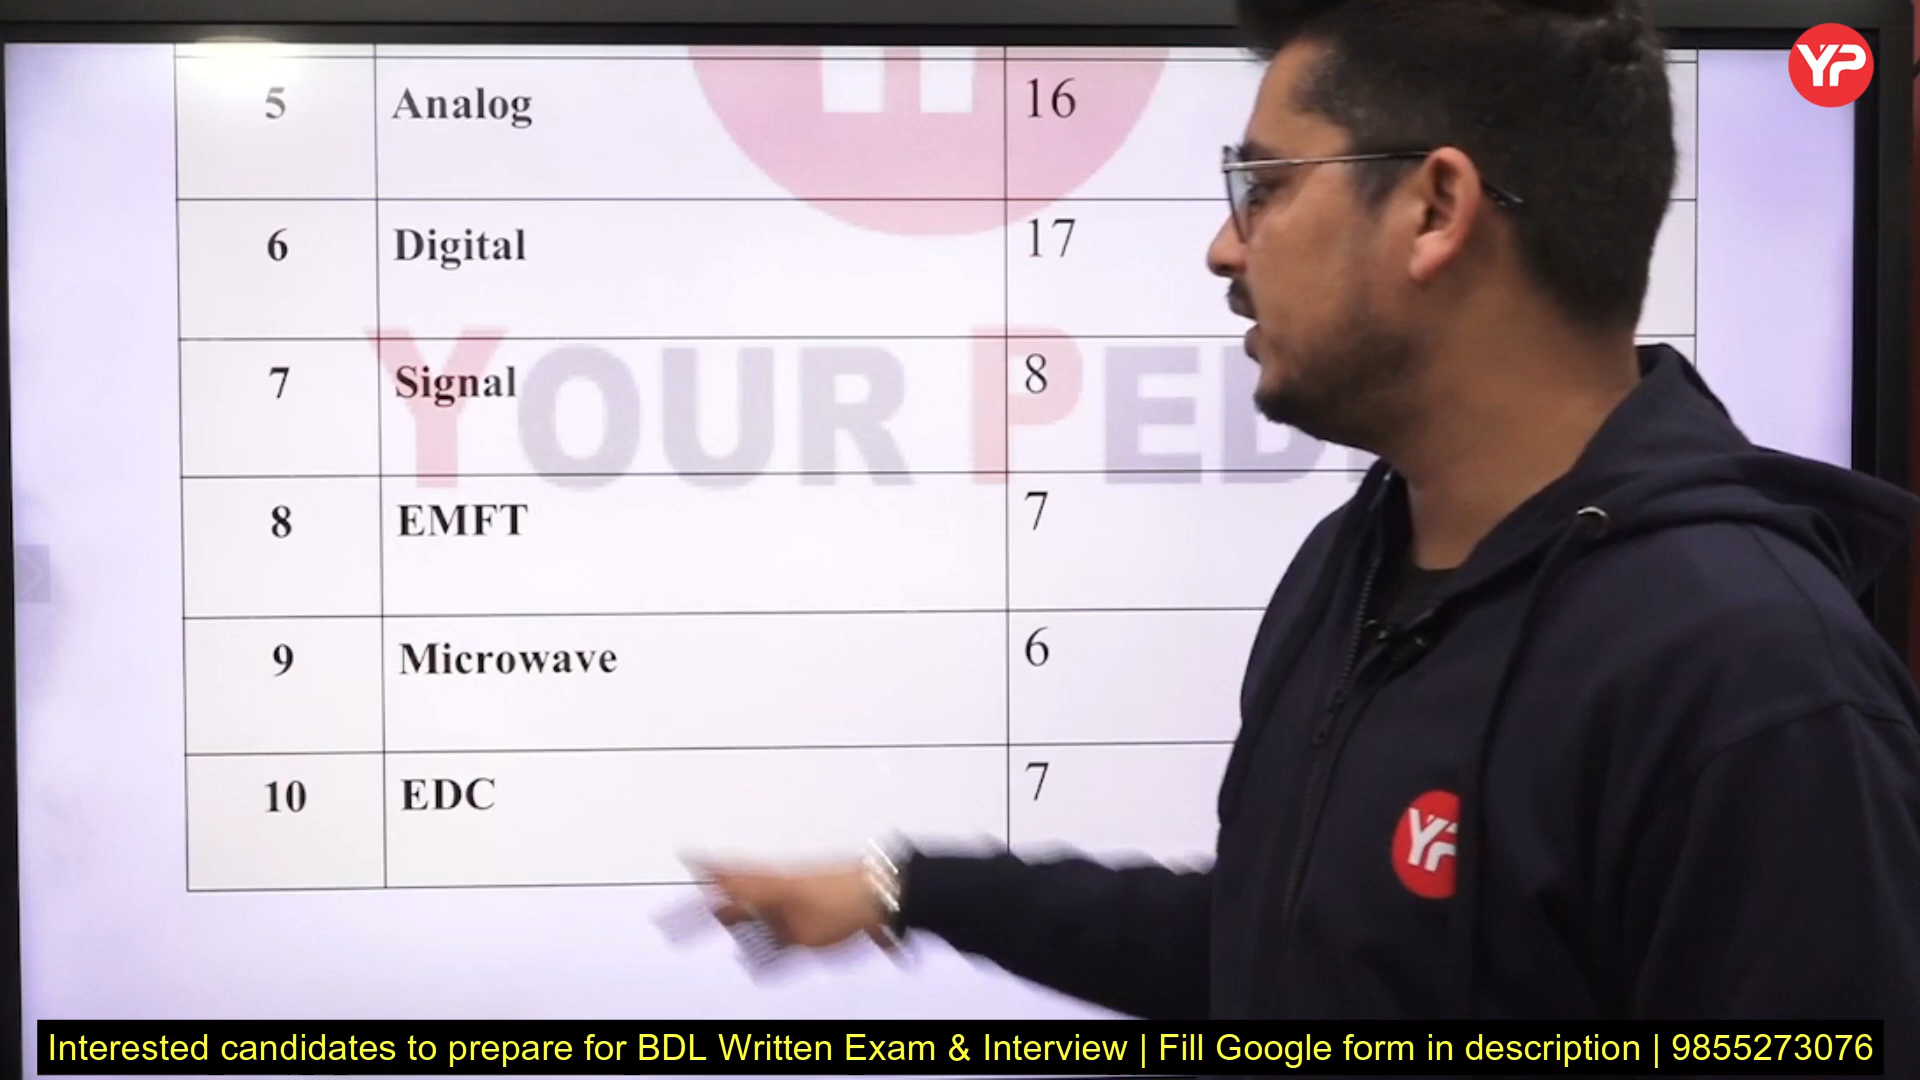 YP
5 Analog 16
6 Digital 17
7 Signal 8
YOUR PED
8 EMFT 7
9 Microwave 6
10 EDC 7
YP
Interested candidates to prepare for BDL Written Exam & Interview | Fill Google form in description | 9855273076